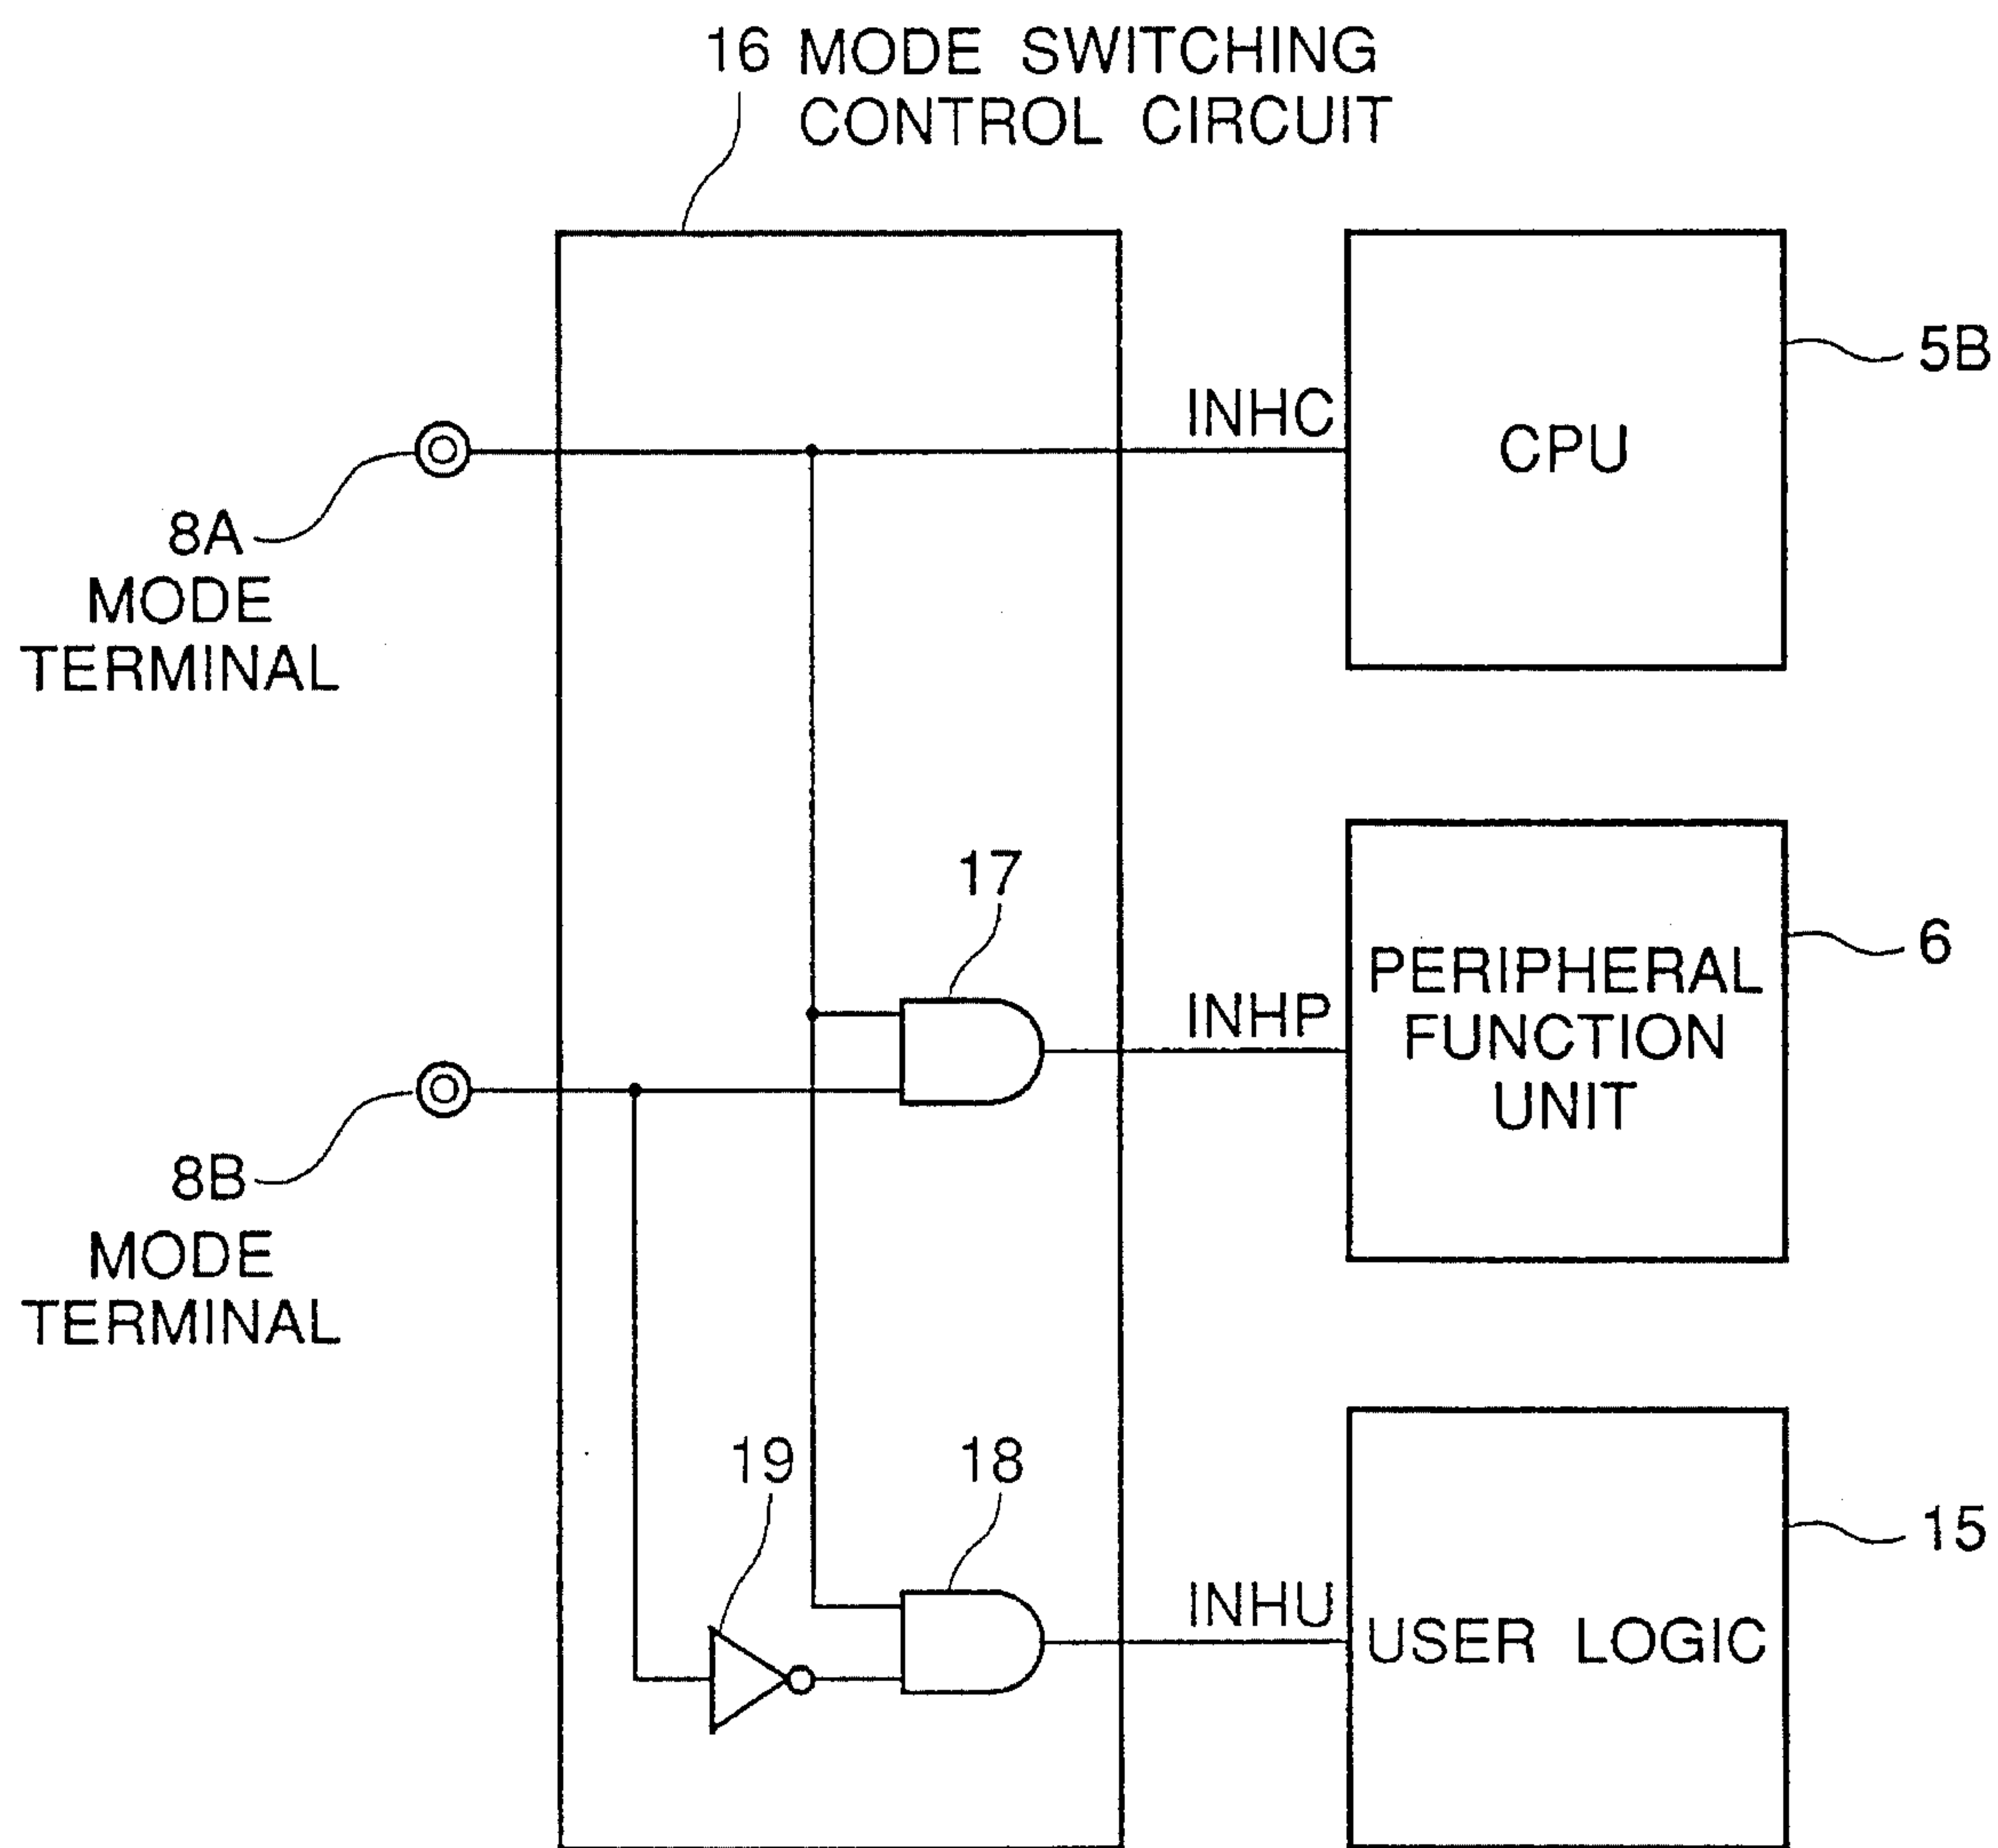 16 MODE SWITCHING
CONTROL CIRCUIT
INHC
CPU
5B
8A
MODE
TERMINAL
17
INHP
PERIPHERAL
FUNCTION
UNIT
6
8B
MODE
TERMINAL
19
18
INHU
USER LOGIC
15